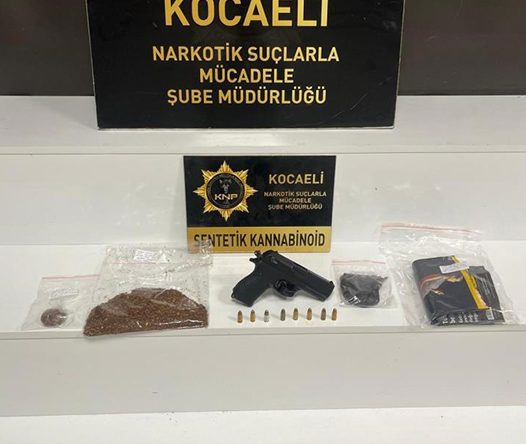 KOCAELİ
NARKOTİK SUÇLARLA
MÜCADELE
ŞUBE MÜDÜRLÜĞÜ
KNP
KOCAELİ
NARKOTİK SUÇLARLA
MÜCADELE
ŞUBE MÜDÜRLÜĞÜ
SENTETİK KANNABİNOİD